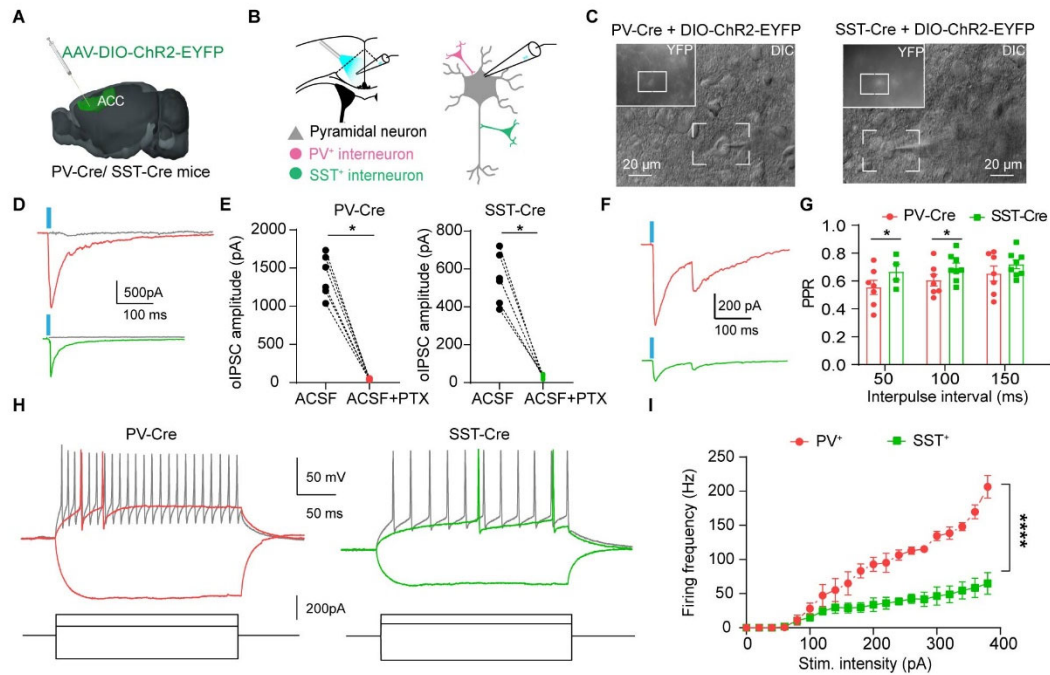 A
AAV-DIO-ChR2-EYFP
ACC
PV-Cre/ SST-Cre mice
B
Pyramidal neuron
PV⁺ interneuron
SST⁺ interneuron
C
PV-Cre + DIO-ChR2-EYFP
YFP
DIC
20 μm
SST-Cre + DIO-ChR2-EYFP
YFP
DIC
20 μm
D
500pA
100 ms
E
PV-Cre
*
oIPSC amplitude (pA)
2000
1500
1000
500
0
ACSF
ACSF+PTX
SST-Cre
*
oIPSC amplitude (pA)
800
600
400
200
0
ACSF
ACSF+PTX
F
200 pA
100 ms
G
PV-Cre
SST-Cre
PPR
1.0
0.8
0.6
0.4
0.2
0.0
*
*
50
100
150
Interpulse interval (ms)
H
PV-Cre
50 mV
50 ms
200pA
SST-Cre
I
PV⁺
SST⁺
Firing frequency (Hz)
250
200
150
100
50
0
****
0
100
200
300
400
Stim. intensity (pA)